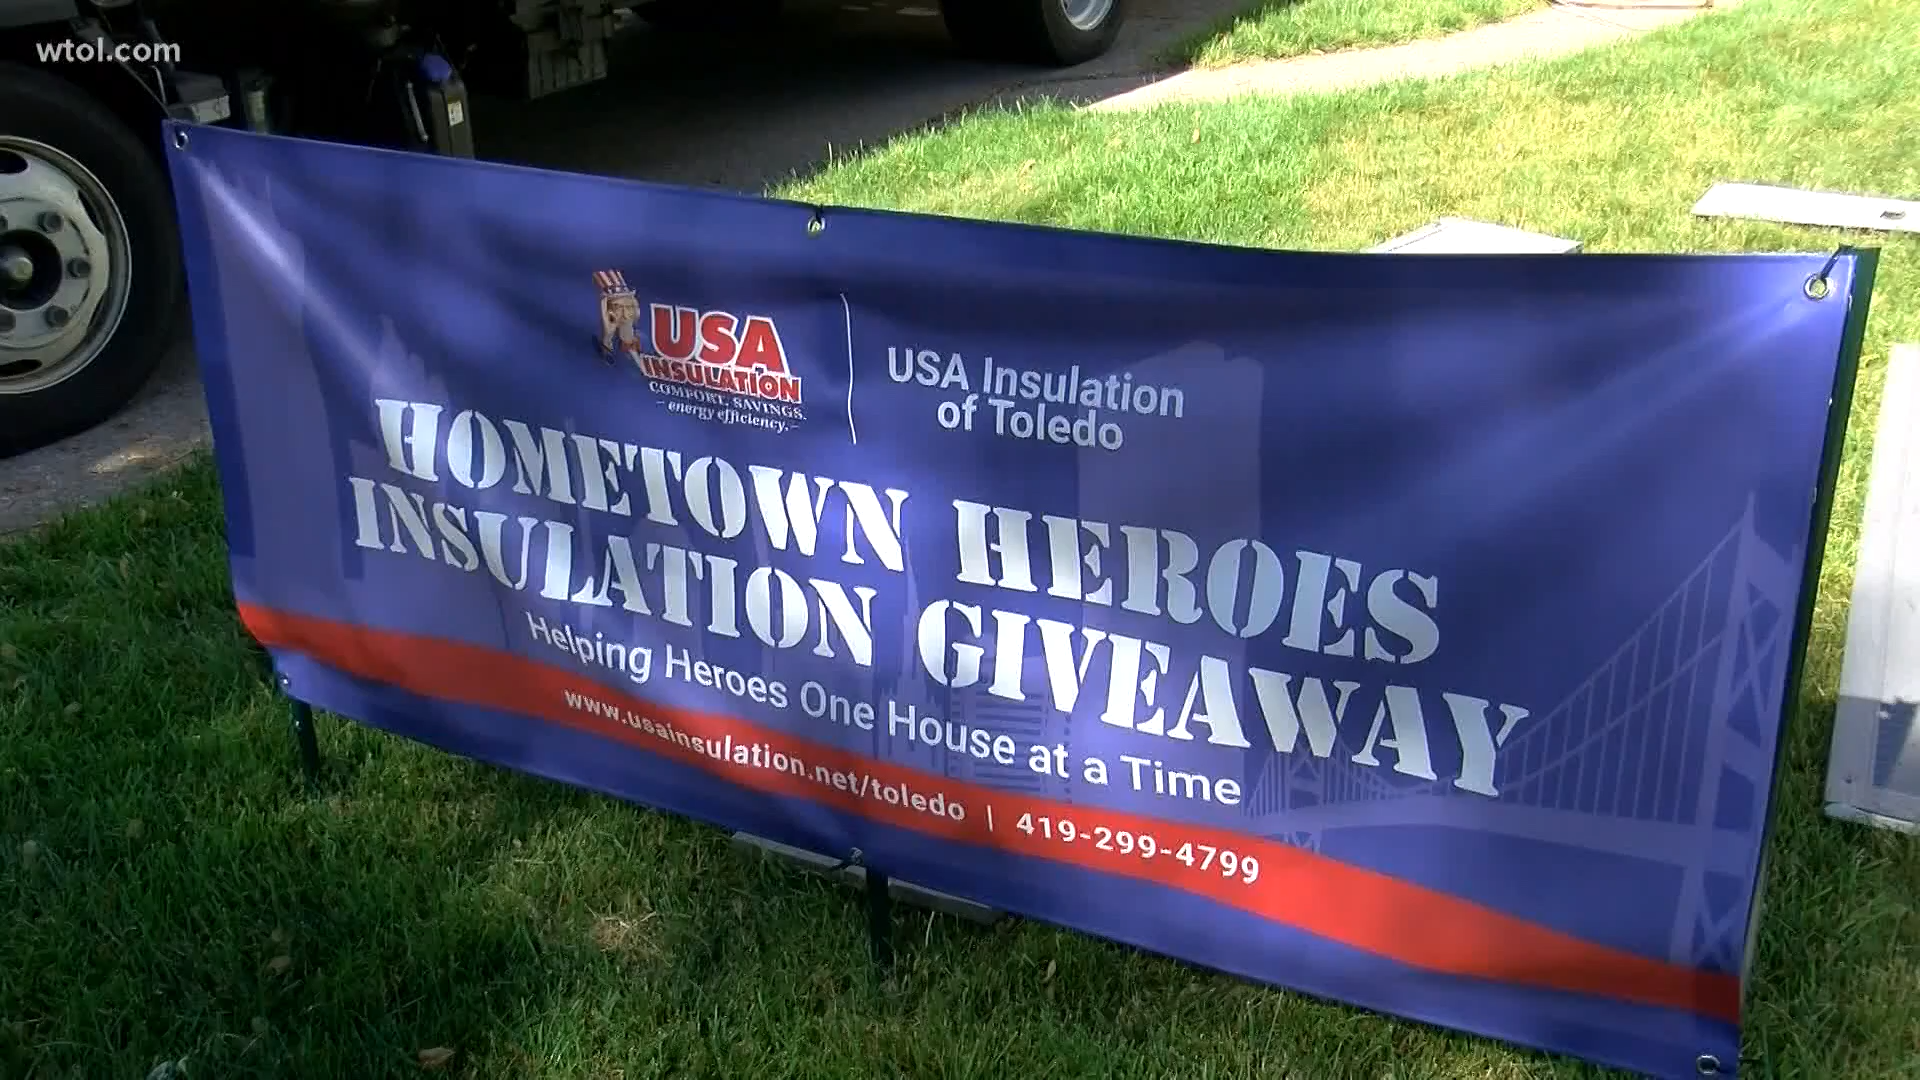 wtol.com
USA
INSULATION
COMFORT. SAVINGS.
- energy efficiency. -
USA Insulation
of Toledo
HOMETOWN HEROES
INSULATION GIVEAWAY
Helping Heroes One House at a Time
www.usainsulation.net/toledo | 419-299-4799